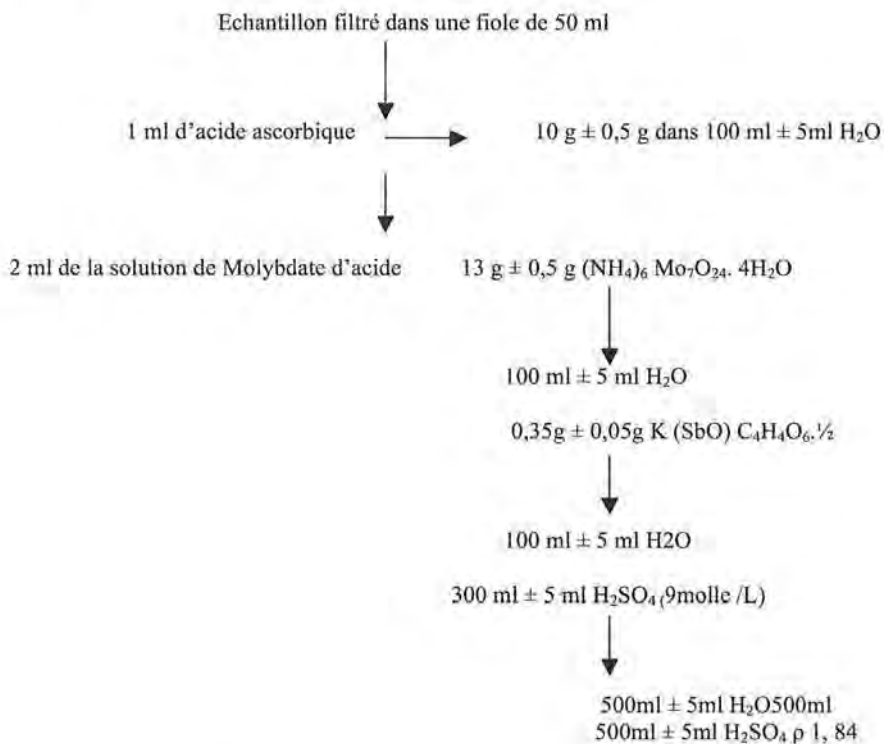 Echantillon filtré dans une fiole de 50 ml
1 ml d'acide ascorbique 10 g ± 0,5 g dans 100 ml ± 5ml H₂O
2 ml de la solution de Molybdate d'acide 13 g ± 0,5 g (NH₄)₆ Mo₇O₂₄. 4H₂O
100 ml ± 5 ml H₂O
0,35g ± 0,05g K (SbO) C₄H₄O₆.½
100 ml ± 5 ml H2O
300 ml ± 5 ml H₂SO₄ (9molle /L)
500ml ± 5ml H₂O500ml
500ml ± 5ml H₂SO₄ ρ 1, 84